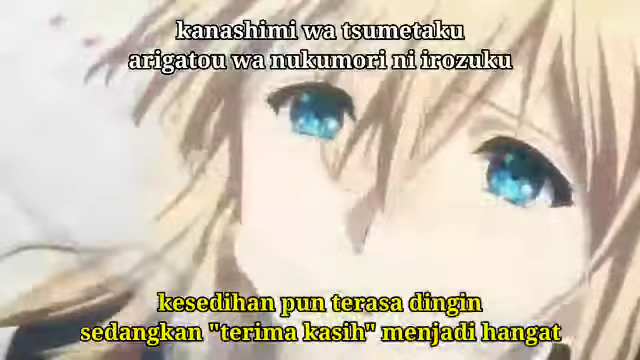 kanashimi wa tsumetaku
arigatou wa nukumori ni irozuku
kesedihan pun terasa dingin
sedangkan "terima kasih" menjadi hangat